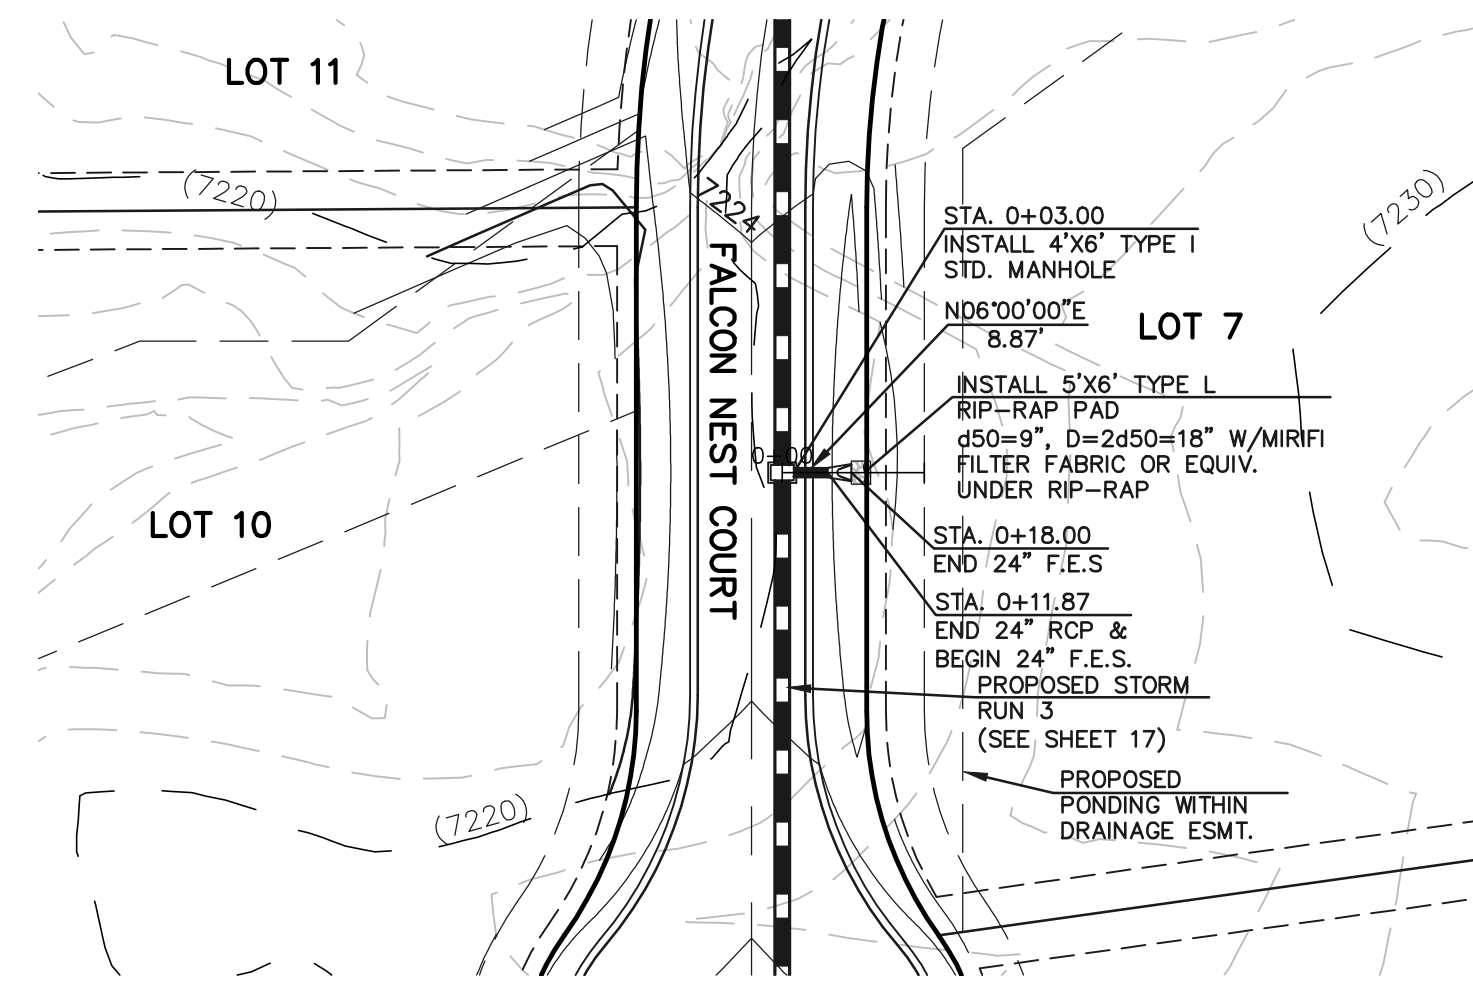 LOT 11
(7220)
7224
(7230)
FALCON NEST COURT
STA. 0+03.00
INSTALL 4'X6' TYPE I
STD. MANHOLE
N06°00'00"E
8.87'
LOT 7
INSTALL 5'X6' TYPE L
RIP-RAP PAD
d50=9", D=2d50=18" W/MIRIFI
FILTER FABRIC OR EQUIV.
UNDER RIP-RAP
0+00
LOT 10
STA. 0+18.00
END 24" F.E.S
STA. 0+11.87
END 24" RCP &
BEGIN 24" F.E.S.
PROPOSED STORM
RUN 3
(SEE SHEET 17)
PROPOSED
PONDING WITHIN
DRAINAGE ESMT.
(7220)